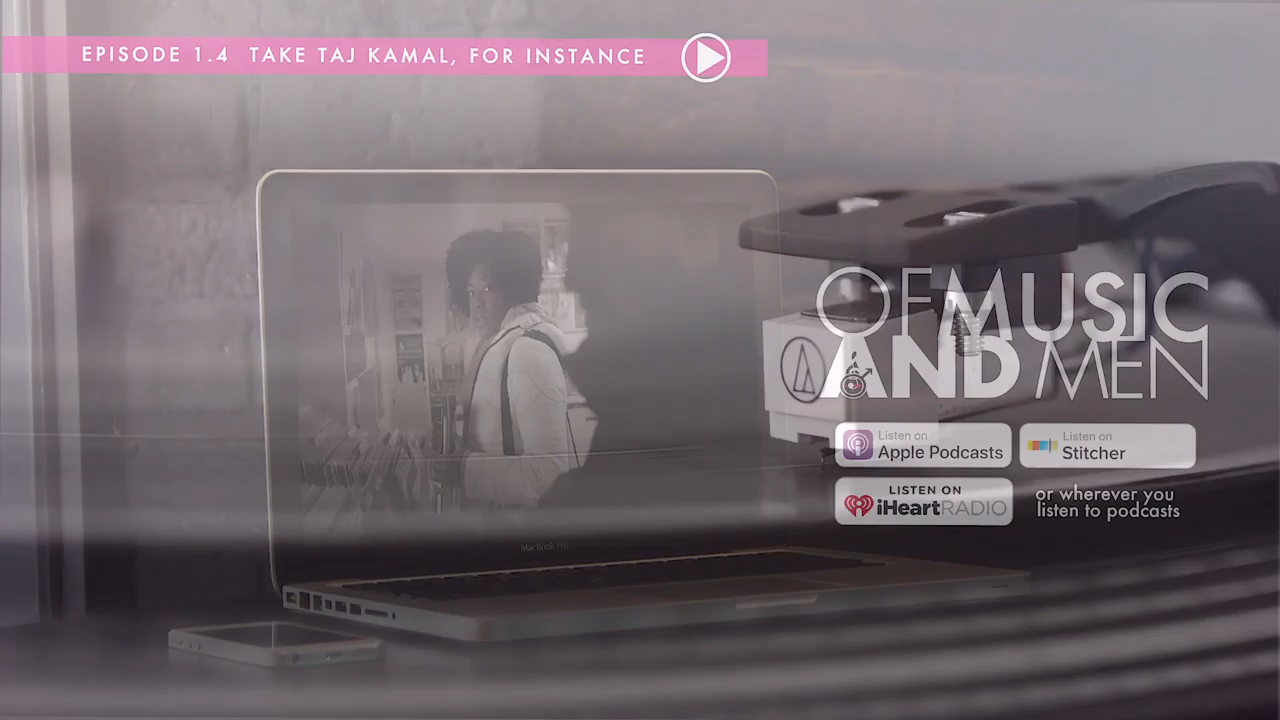 EPISODE 1.4 TAKE TAJ KAMAL, FOR INSTANCE
OF MUSIC
AND MEN
Listen on
Apple Podcasts
Listen on
Stitcher
LISTEN ON
iHeartRADIO
or wherever you
listen to podcasts
MacBook Pro